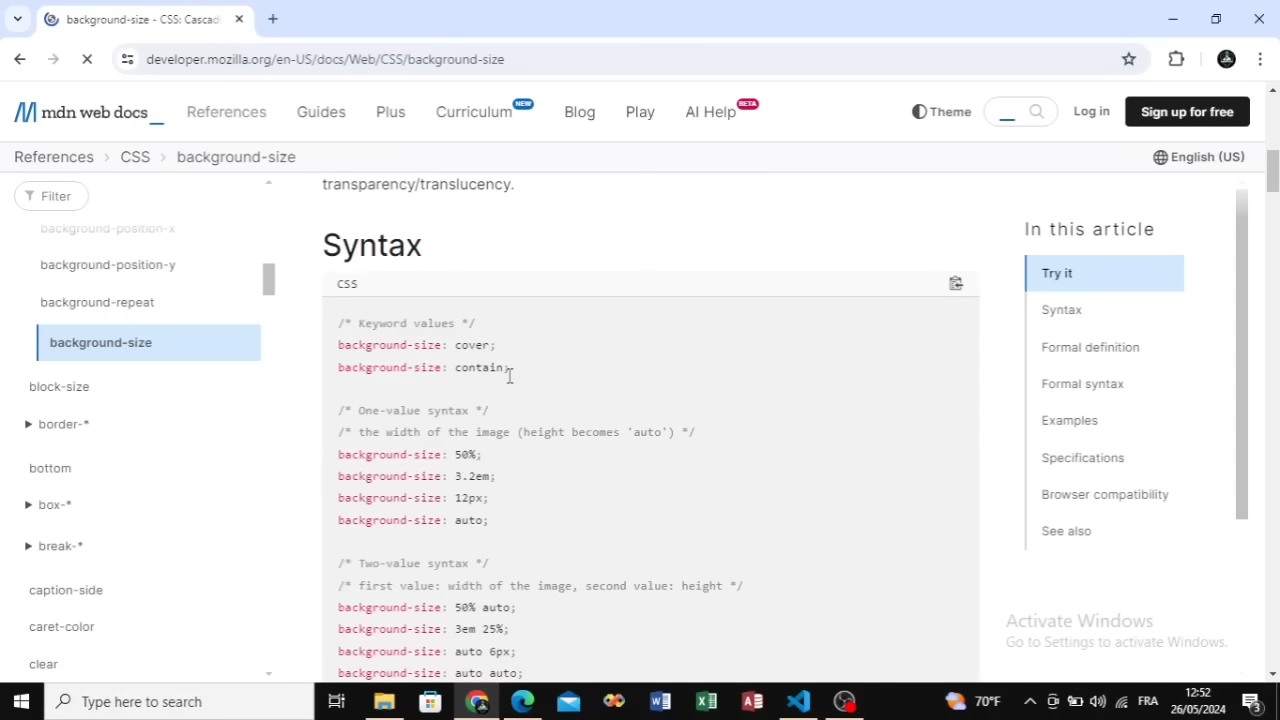 background-size - CSS: Cascad
developer.mozilla.org/en-US/docs/Web/CSS/background-size
mdn web docs_
References
Guides
Plus
Curriculum NEW
Blog
Play
AI Help BETA
Theme
Log in
Sign up for free
References > CSS > background-size
English (US)
Filter
background-position-x
background-position-y
background-repeat
background-size
block-size
border-*
bottom
box-*
break-*
caption-side
caret-color
clear
transparency/translucency.
Syntax
CSS
/* Keyword values */
background-size: cover;
background-size: contain;
/* One-value syntax */
/* the width of the image (height becomes 'auto') */
background-size: 50%;
background-size: 3.2em;
background-size: 12px;
background-size: auto;
/* Two-value syntax */
/* first value: width of the image, second value: height */
background-size: 50% auto;
background-size: 3em 25%;
background-size: auto 6px;
background-size: auto auto;
In this article
Try it
Syntax
Formal definition
Formal syntax
Examples
Specifications
Browser compatibility
See also
Activate Windows
Go to Settings to activate Windows.
Type here to search
70°F
FRA
12:52
26/05/2024
3